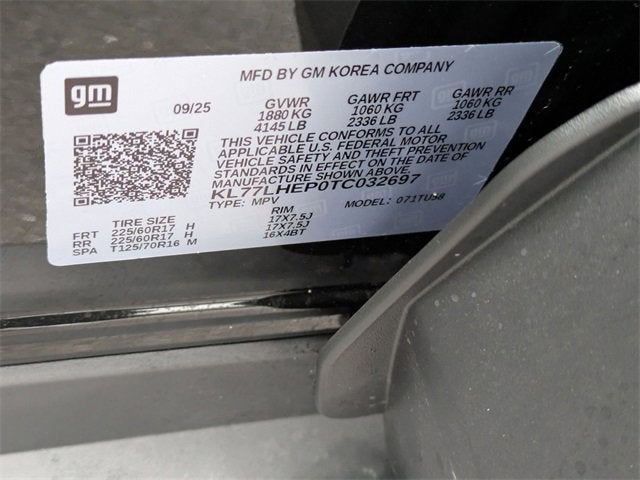 gm
MFD BY GM KOREA COMPANY
09/25
GVWR GAWR FRT GAWR RR
1880 KG 1060 KG 1060 KG
4145 LB 2336 LB 2336 LB
THIS VEHICLE CONFORMS TO ALL
APPLICABLE U.S. FEDERAL MOTOR
VEHICLE SAFETY AND THEFT PREVENTION
STANDARDS IN EFFECT ON THE DATE OF
MANUFACTURE SHOWN ABOVE.
KL77LHEP0TC032697
TYPE: MPV MODEL: 071TU58
TIRE SIZE RIM
FRT 225/60R17 H 17X7.5J
RR 225/60R17 H 17X7.5J
SPA T125/70R16 M 16X4BT